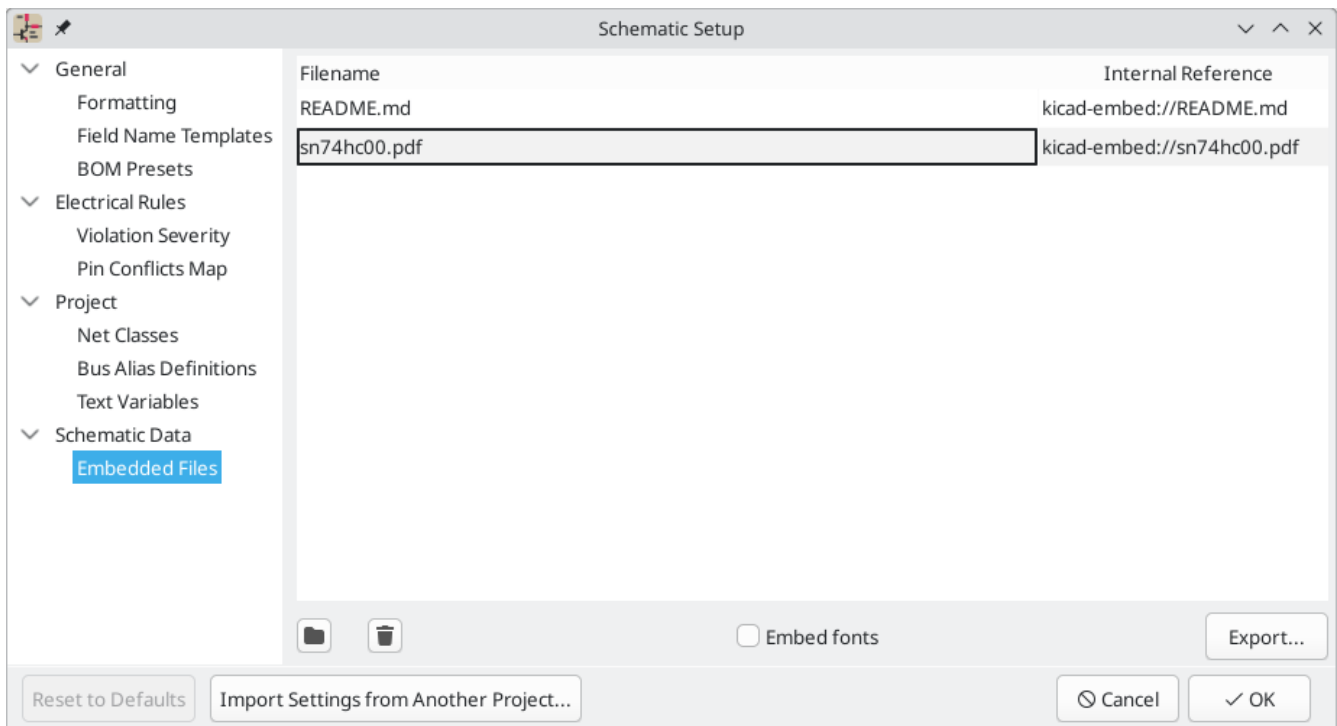 Schematic Setup
General
Formatting
Field Name Templates
BOM Presets
Electrical Rules
Violation Severity
Pin Conflicts Map
Project
Net Classes
Bus Alias Definitions
Text Variables
Schematic Data
Embedded Files
Filename Internal Reference
README.md kicad-embed://README.md
sn74hc00.pdf kicad-embed://sn74hc00.pdf
Embed fonts Export...
Reset to Defaults Import Settings from Another Project... Cancel OK